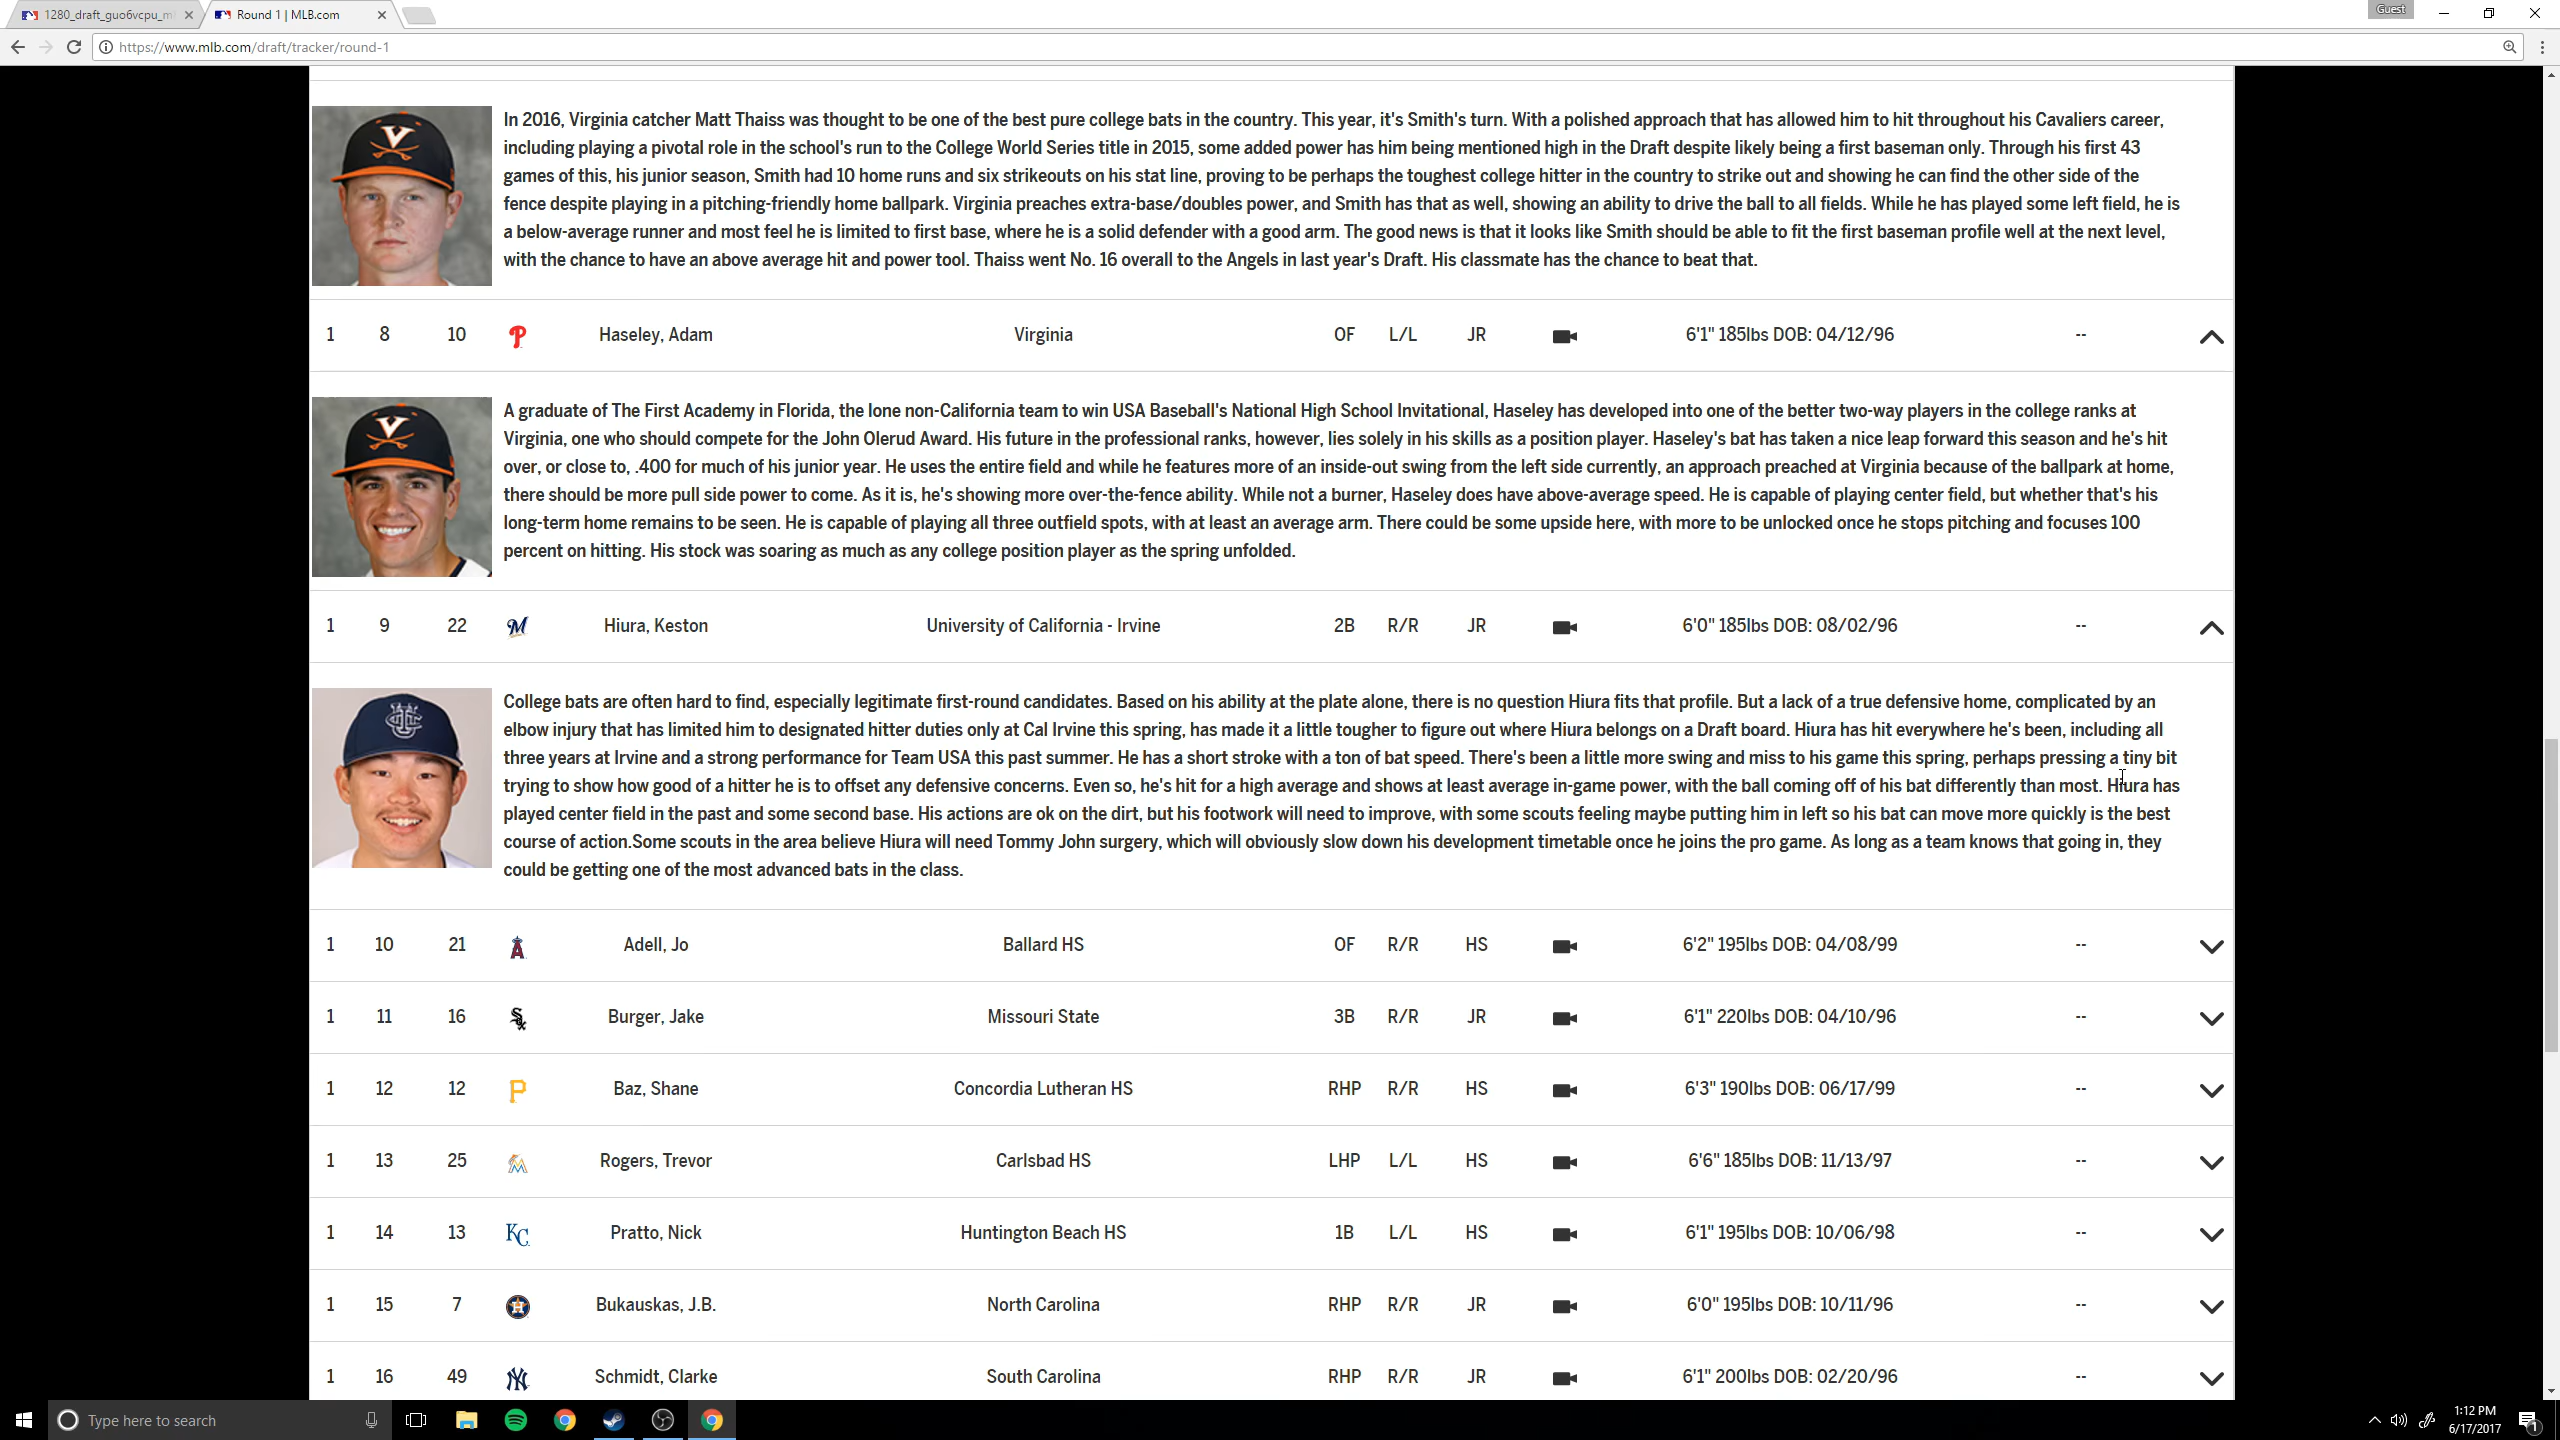 1280_draft_guo6vcpu_m
Round 1 | MLB.com
Guest
https://www.mlb.com/draft/tracker/round-1
In 2016, Virginia catcher Matt Thaiss was thought to be one of the best pure college bats in the country. This year, it's Smith's turn. With a polished approach that has allowed him to hit throughout his Cavaliers career,
including playing a pivotal role in the school's run to the College World Series title in 2015, some added power has him being mentioned high in the Draft despite likely being a first baseman only. Through his first 43
games of this, his junior season, Smith had 10 home runs and six strikeouts on his stat line, proving to be perhaps the toughest college hitter in the country to strike out and showing he can find the other side of the
fence despite playing in a pitching-friendly home ballpark. Virginia preaches extra-base/doubles power, and Smith has that as well, showing an ability to drive the ball to all fields. While he has played some left field, he is
a below-average runner and most feel he is limited to first base, where he is a solid defender with a good arm. The good news is that it looks like Smith should be able to fit the first baseman profile well at the next level,
with the chance to have an above average hit and power tool. Thaiss went No. 16 overall to the Angels in last year's Draft. His classmate has the chance to beat that.
1 8 10 P Haseley, Adam Virginia OF L/L JR 6'1" 185lbs DOB: 04/12/96 --
A graduate of The First Academy in Florida, the lone non-California team to win USA Baseball's National High School Invitational, Haseley has developed into one of the better two-way players in the college ranks at
Virginia, one who should compete for the John Olerud Award. His future in the professional ranks, however, lies solely in his skills as a position player. Haseley's bat has taken a nice leap forward this season and he's hit
over, or close to, .400 for much of his junior year. He uses the entire field and while he features more of an inside-out swing from the left side currently, an approach preached at Virginia because of the ballpark at home,
there should be more pull side power to come. As it is, he's showing more over-the-fence ability. While not a burner, Haseley does have above-average speed. He is capable of playing center field, but whether that's his
long-term home remains to be seen. He is capable of playing all three outfield spots, with at least an average arm. There could be some upside here, with more to be unlocked once he stops pitching and focuses 100
percent on hitting. His stock was soaring as much as any college position player as the spring unfolded.
1 9 22 M Hiura, Keston University of California - Irvine 2B R/R JR 6'0" 185lbs DOB: 08/02/96 --
College bats are often hard to find, especially legitimate first-round candidates. Based on his ability at the plate alone, there is no question Hiura fits that profile. But a lack of a true defensive home, complicated by an
elbow injury that has limited him to designated hitter duties only at Cal Irvine this spring, has made it a little tougher to figure out where Hiura belongs on a Draft board. Hiura has hit everywhere he's been, including all
three years at Irvine and a strong performance for Team USA this past summer. He has a short stroke with a ton of bat speed. There's been a little more swing and miss to his game this spring, perhaps pressing a tiny bit
trying to show how good of a hitter he is to offset any defensive concerns. Even so, he's hit for a high average and shows at least average in-game power, with the ball coming off of his bat differently than most. Hiura has
played center field in the past and some second base. His actions are ok on the dirt, but his footwork will need to improve, with some scouts feeling maybe putting him in left so his bat can move more quickly is the best
course of action.Some scouts in the area believe Hiura will need Tommy John surgery, which will obviously slow down his development timetable once he joins the pro game. As long as a team knows that going in, they
could be getting one of the most advanced bats in the class.
1 10 21 A Adell, Jo Ballard HS OF R/R HS 6'2" 195lbs DOB: 04/08/99 --
1 11 16 Sox Burger, Jake Missouri State 3B R/R JR 6'1" 220lbs DOB: 04/10/96 --
1 12 12 P Baz, Shane Concordia Lutheran HS RHP R/R HS 6'3" 190lbs DOB: 06/17/99 --
1 13 25 M Rogers, Trevor Carlsbad HS LHP L/L HS 6'6" 185lbs DOB: 11/13/97 --
1 14 13 KC Pratto, Nick Huntington Beach HS 1B L/L HS 6'1" 195lbs DOB: 10/06/98 --
1 15 7 H Bukauskas, J.B. North Carolina RHP R/R JR 6'0" 195lbs DOB: 10/11/96 --
1 16 49 NY Schmidt, Clarke South Carolina RHP R/R JR 6'1" 200lbs DOB: 02/20/96 --
Type here to search
1:12 PM
6/17/2017
1